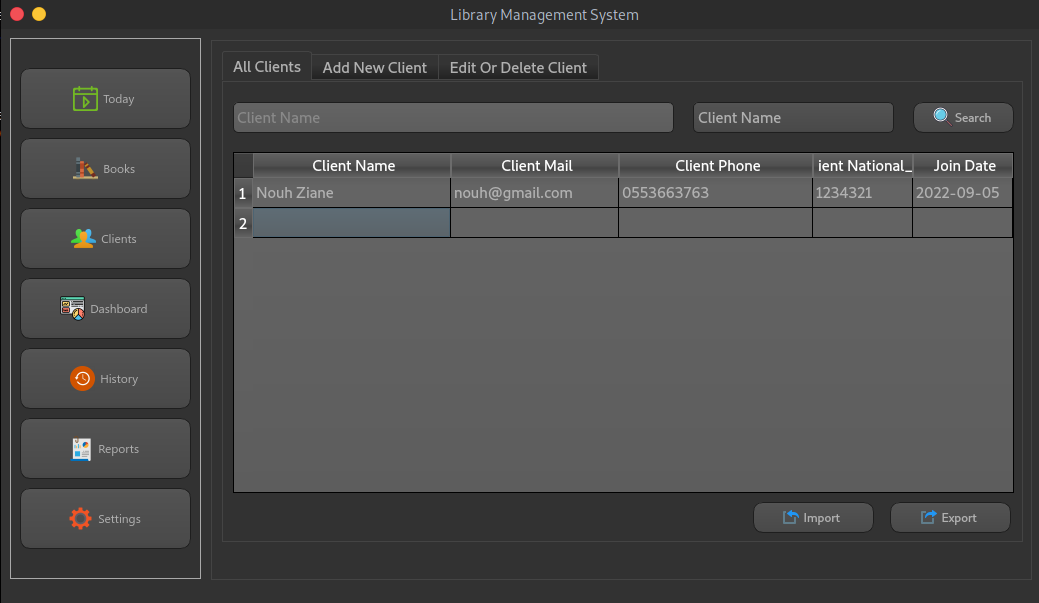 Library Management System
Today
Books
Clients
Dashboard
History
Reports
Settings
All Clients Add New Client Edit Or Delete Client
Client Name Client Name Search
Client Name Client Mail Client Phone ient National_ Join Date
1 Nouh Ziane nouh@gmail.com 0553663763 1234321 2022-09-05
2
Import Export